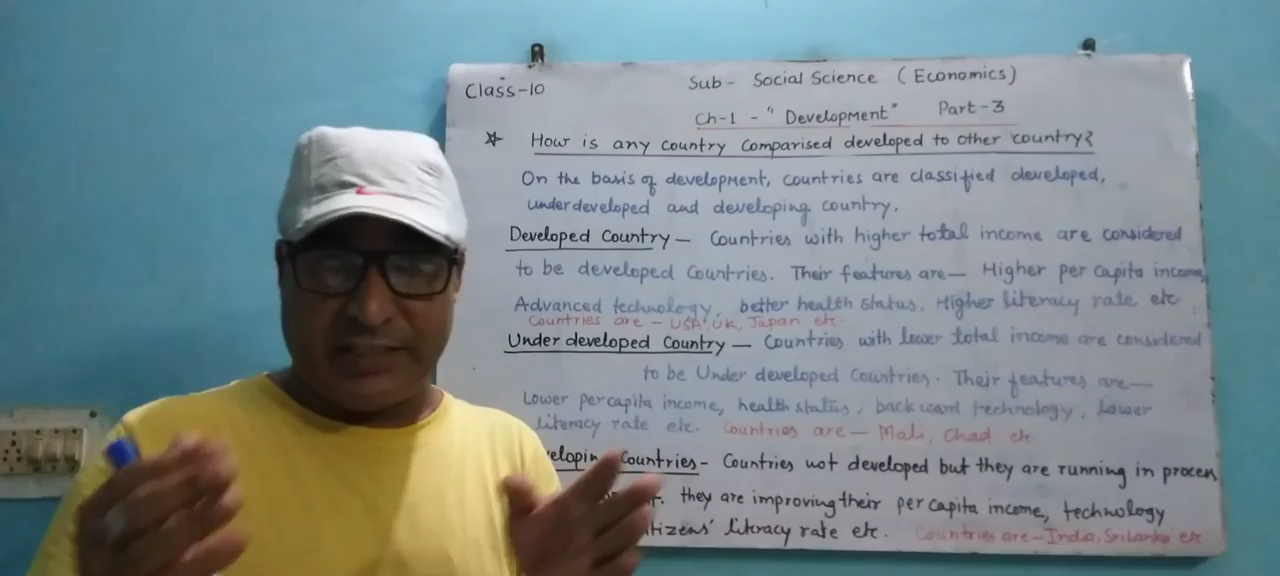 Class-10
Sub- Social Science (Economics)
Ch-1 - "Development" Part-3
How is any country comparised developed to other country?
On the basis of development, countries are classified developed,
underdeveloped and developing country.
Developed Country — Countries with higher total income are considered
to be developed Countries. Their features are— Higher per capita income,
Advanced technology, better health status, Higher literacy rate etc
Countries are — USA, UK, Japan etc.
Under developed Country — Countries with lower total income are considered
to be Under developed Countries. Their features are—
Lower percapita income, health status, backward technology, Lower
literacy rate etc. Countries are — Mali, Chad etc
Countries- Countries not developed but they are running in process
they are improving their per capita income, technology
literacy rate etc. Countries are - India, Sri Lanka etc